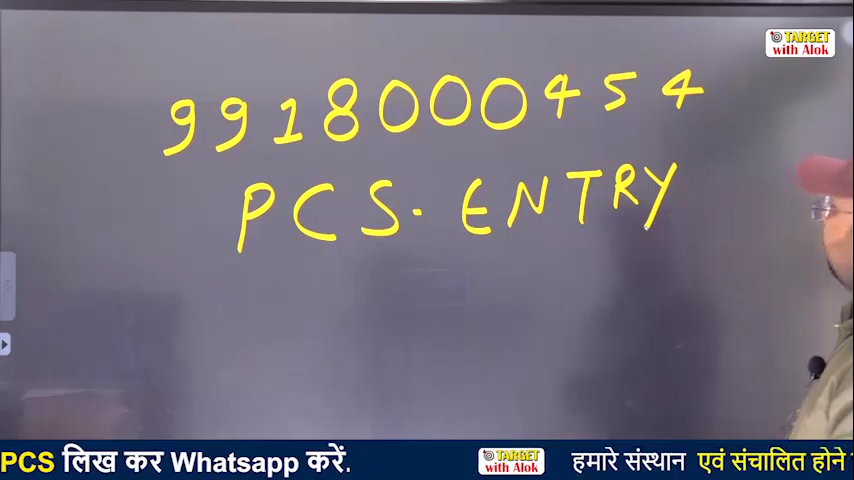 TARGET
with Alok
9918000454
PCS. ENTRY
PCS लिख कर Whatsapp करें.
TARGET
with Alok
हमारे संस्थान एवं संचालित होने